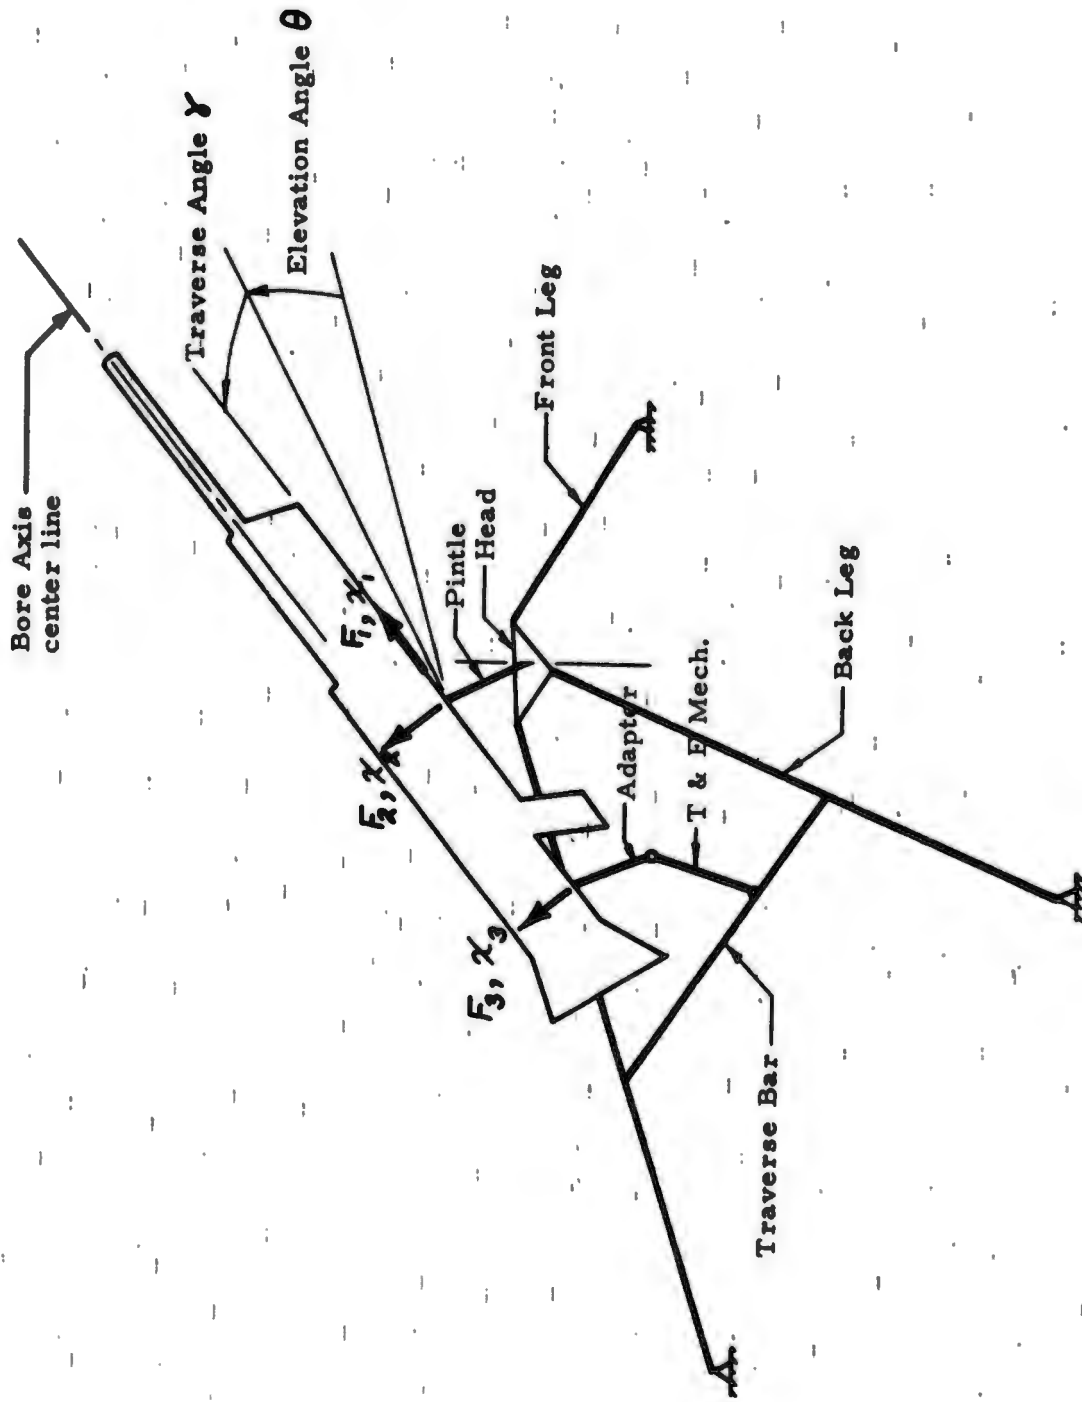 Bore Axis
center line
Traverse Angle γ
Elevation Angle θ
F₁, X₁
F₂, X₂
F₃, X₃
Pintle
Head
Front Leg
Adapter
T & E Mech.
Back Leg
Traverse Bar